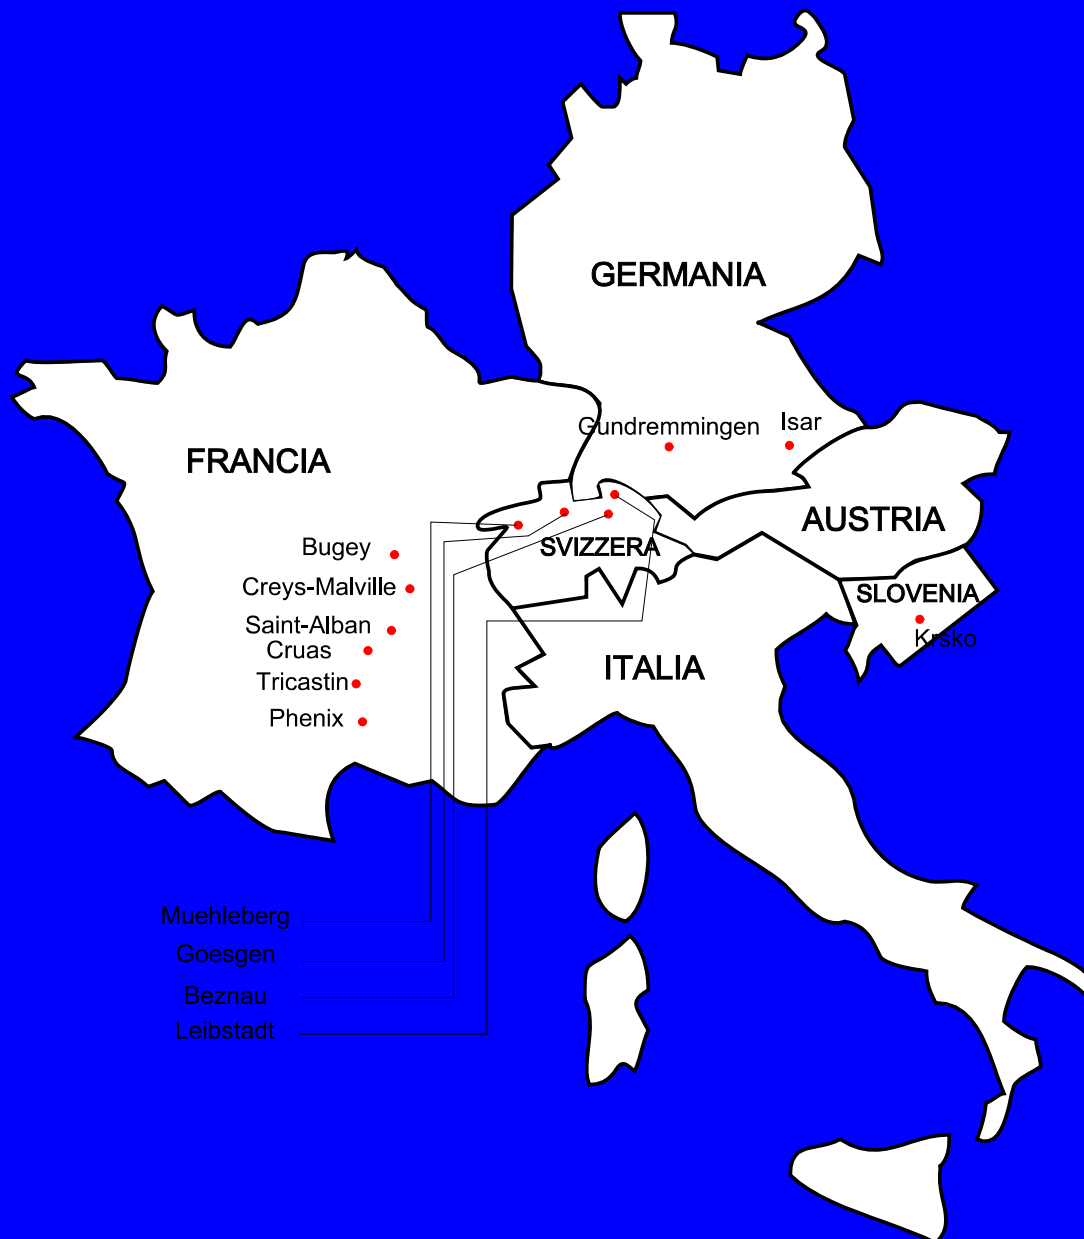 GERMANIA
Gundremmingen
Isar
FRANCIA
AUSTRIA
SVIZZERA
Bugey
Creys-Malville
SLOVENIA
Saint-Alban
Krsko
Cruas
ITALIA
Tricastin
Phenix
Muehleberg
Goesgen
Beznau
Leibstadt